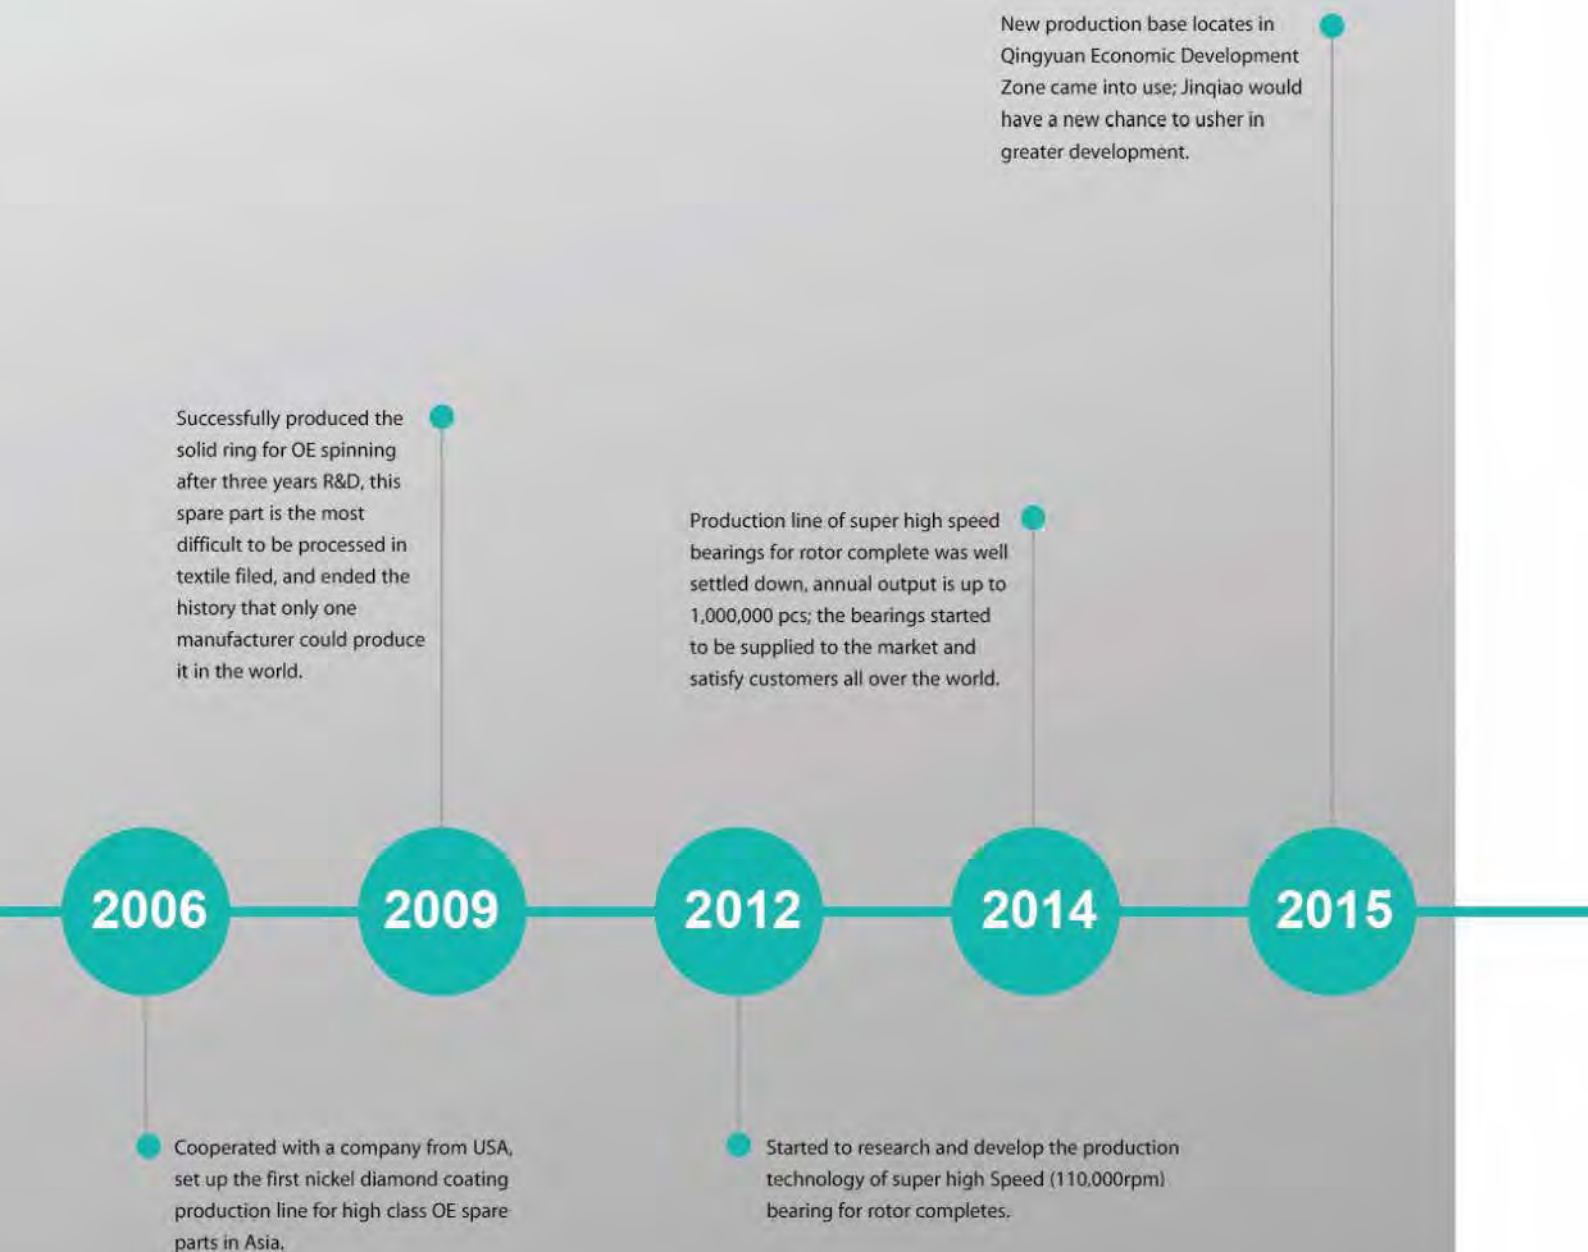 New production base locates in
Qingyuan Economic Development
Zone came into use; Jinqiao would
have a new chance to usher in
greater development.
Successfully produced the
solid ring for OE spinning
after three years R&D, this
spare part is the most
difficult to be processed in
textile filed, and ended the
history that only one
manufacturer could produce
it in the world.
Production line of super high speed
bearings for rotor complete was well
settled down, annual output is up to
1,000,000 pcs; the bearings started
to be supplied to the market and
satisfy customers all over the world.
2006
2009
2012
2014
2015
Cooperated with a company from USA,
set up the first nickel diamond coating
production line for high class OE spare
parts in Asia.
Started to research and develop the production
technology of super high Speed (110,000rpm)
bearing for rotor completes.